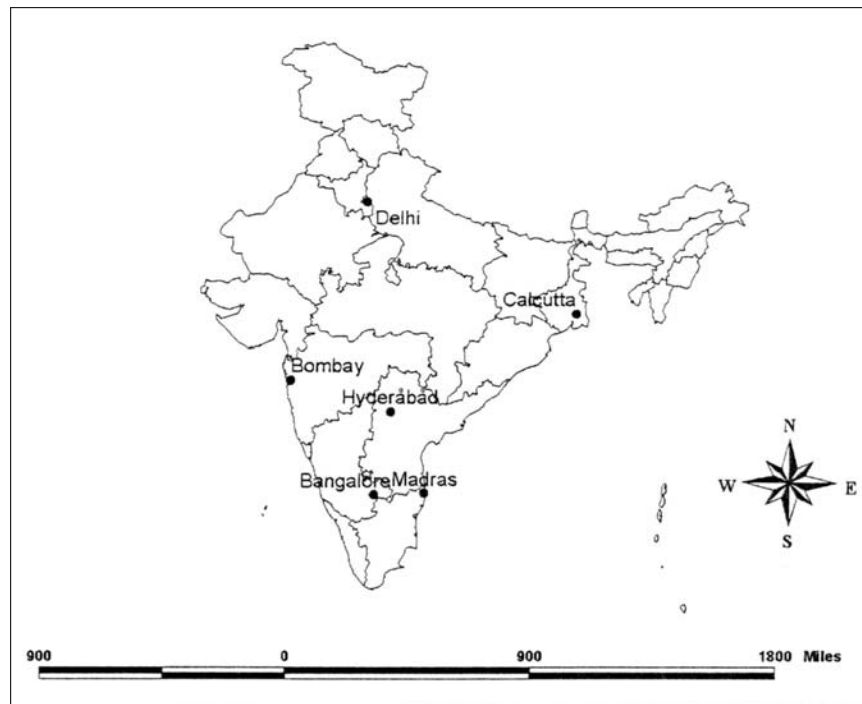 Delhi
Calcutta
Bombay
Hyderabad
Bangalore Madras
N
W E
S
900 0 900 1800 Miles